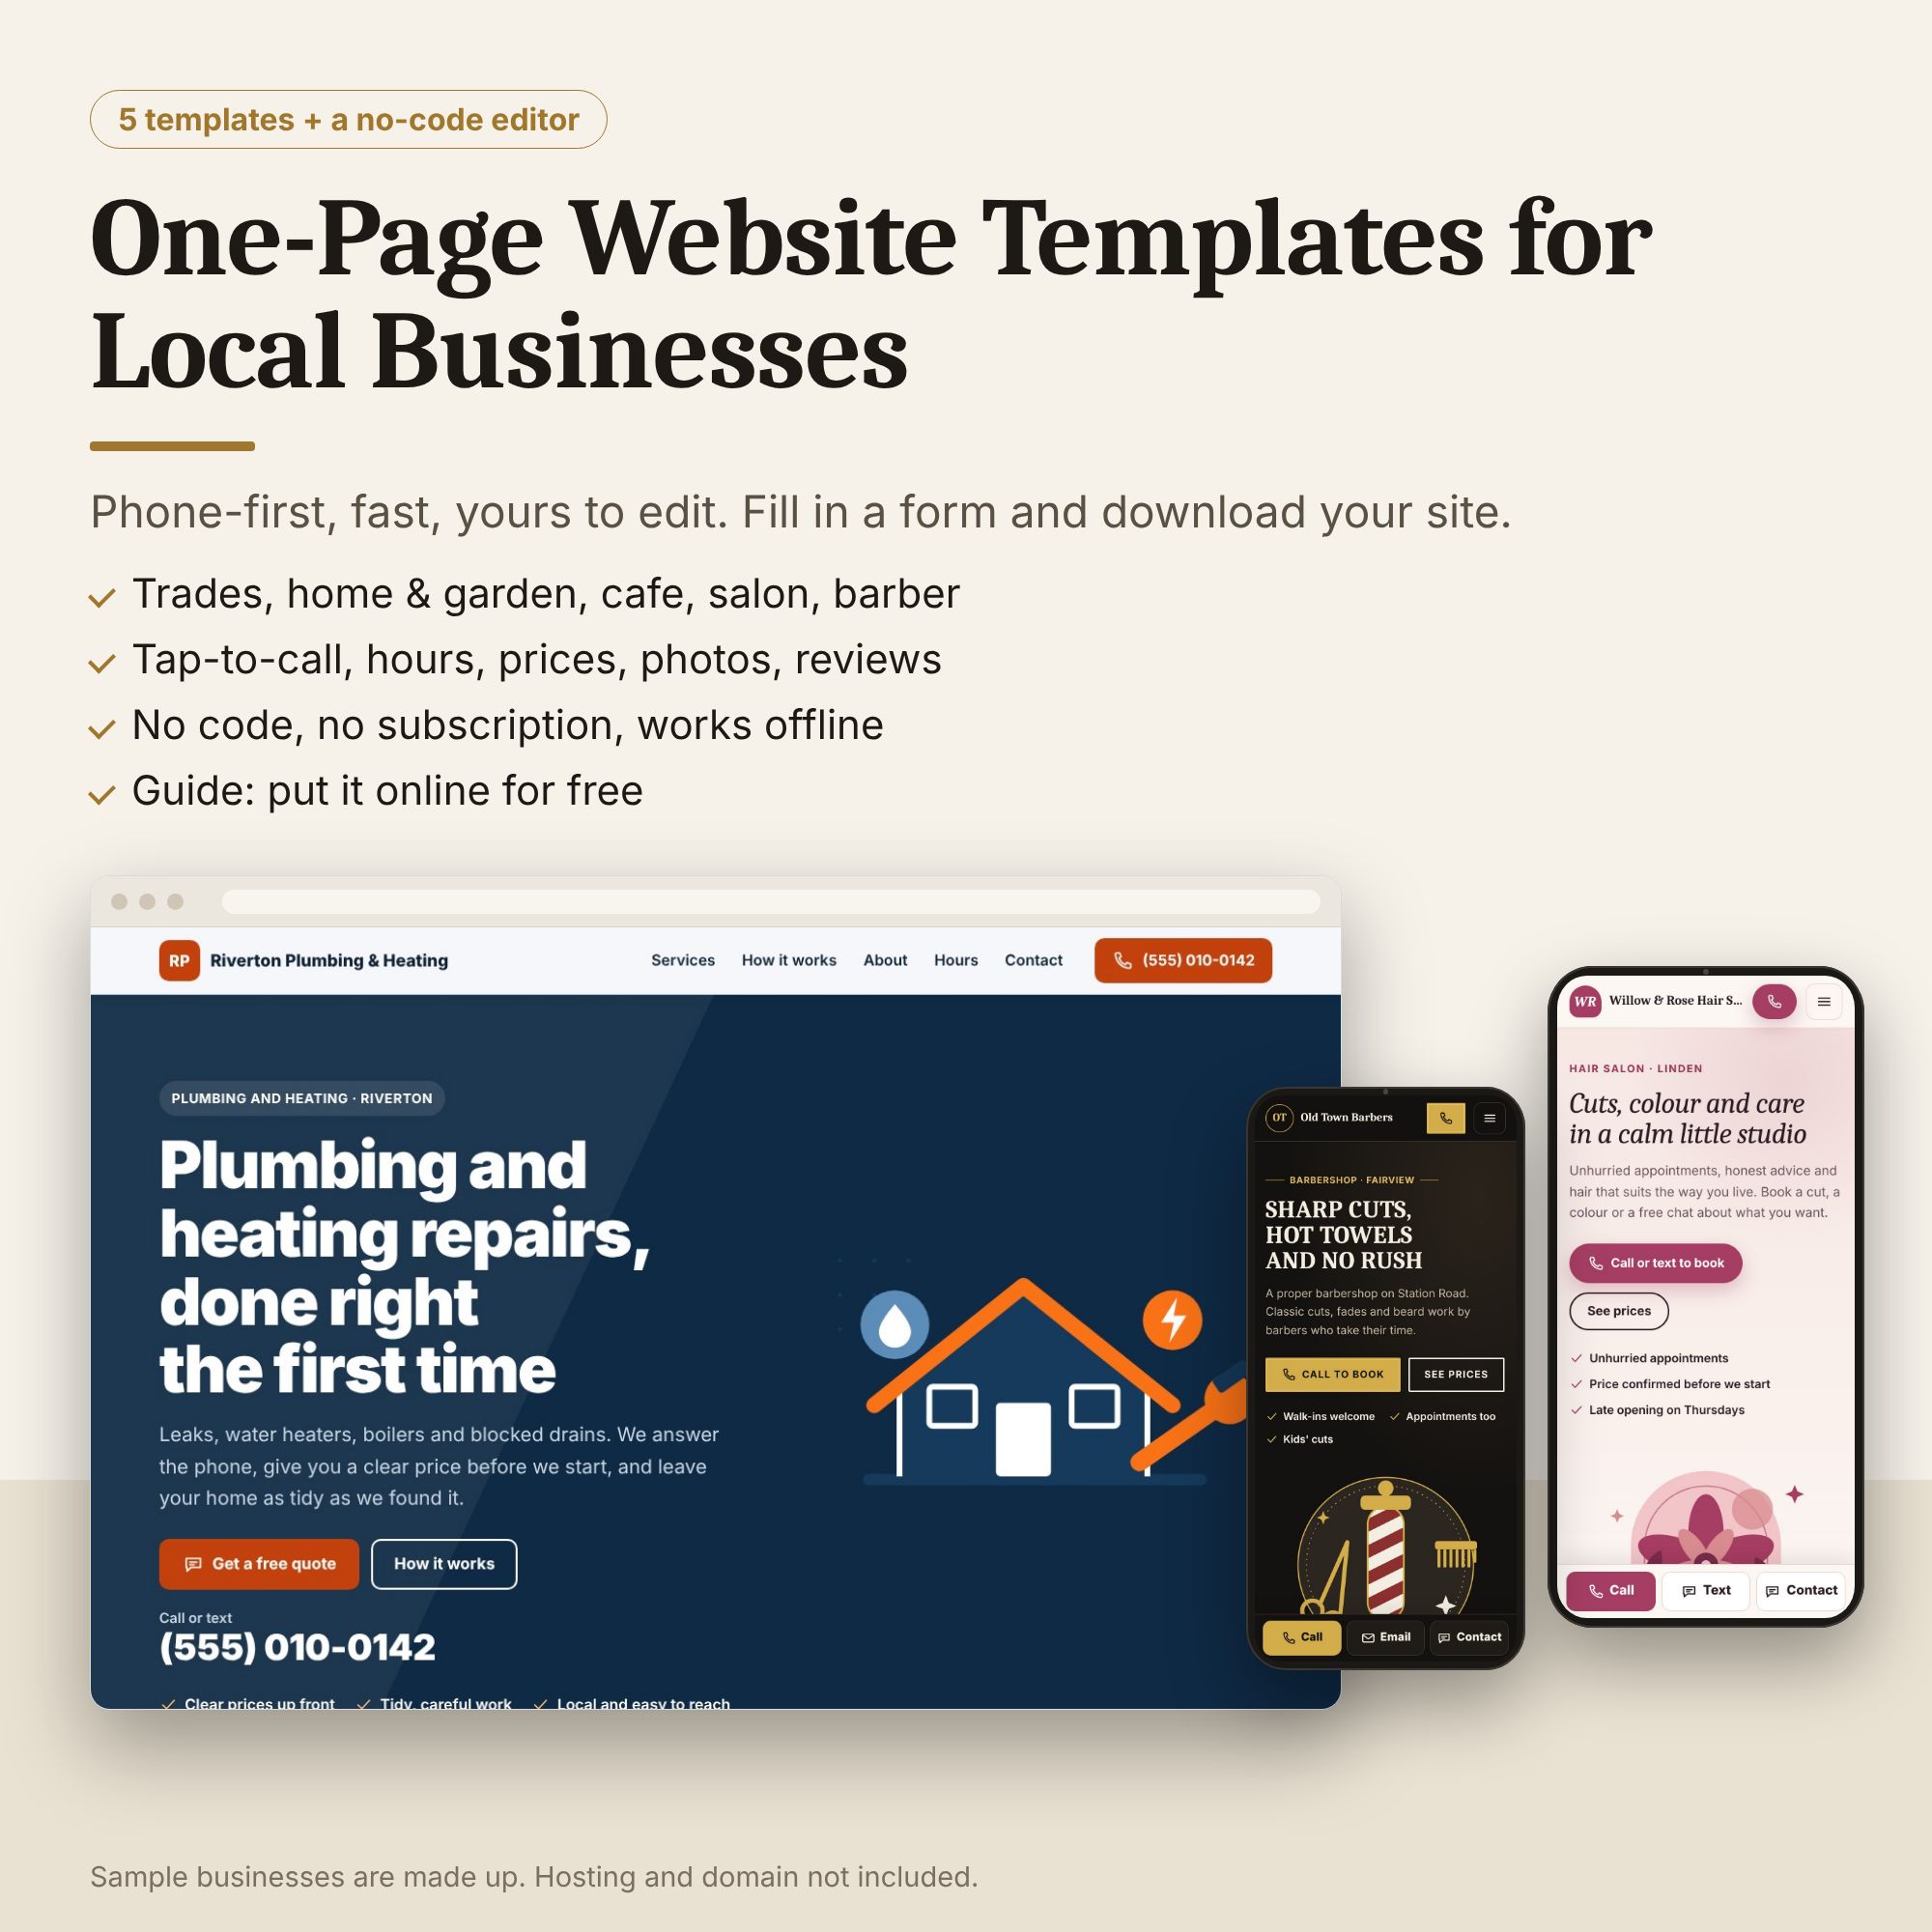 5 templates + a no-code editor
One-Page Website Templates for
Local Businesses
Phone-first, fast, yours to edit. Fill in a form and download your site.
Trades, home & garden, cafe, salon, barber
Tap-to-call, hours, prices, photos, reviews
No code, no subscription, works offline
Guide: put it online for free
RP Riverton Plumbing & Heating Services How it works About Hours Contact (555) 010-0142
PLUMBING AND HEATING · RIVERTON
Plumbing and
heating repairs,
done right
the first time
Leaks, water heaters, boilers and blocked drains. We answer
the phone, give you a clear price before we start, and leave
your home as tidy as we found it.
Get a free quote How it works
Call or text
(555) 010-0142
Clear prices up front Tidy, careful work Local and easy to reach
OT Old Town Barbers
BARBERSHOP · FAIRVIEW
SHARP CUTS,
HOT TOWELS
AND NO RUSH
A proper barbershop on Station Road.
Classic cuts, fades and beard work by
barbers who take their time.
CALL TO BOOK SEE PRICES
Walk-ins welcome Appointments too
Kids' cuts
Call Email Contact
WR Willow & Rose Hair S...
HAIR SALON · LINDEN
Cuts, colour and care
in a calm little studio
Unhurried appointments, honest advice and
hair that suits the way you live. Book a cut, a
colour or a free chat about what you want.
Call or text to book
See prices
Unhurried appointments
Price confirmed before we start
Late opening on Thursdays
Call Text Contact
Sample businesses are made up. Hosting and domain not included.